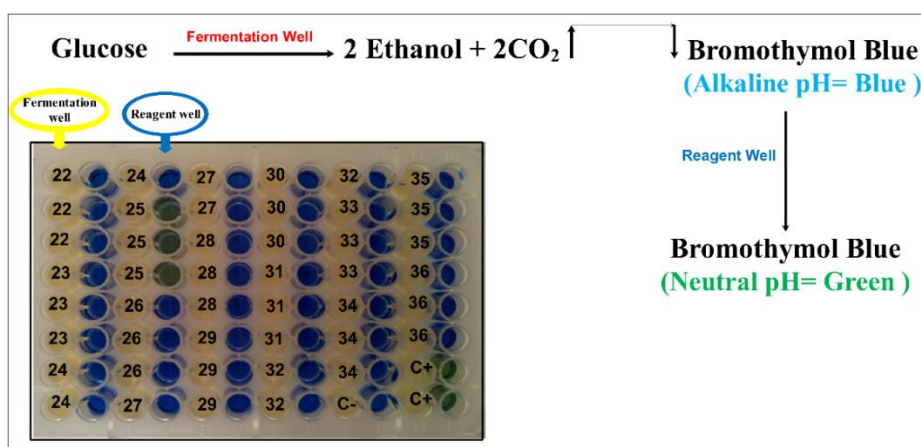 Glucose Fermentation Well 2 Ethanol + 2CO₂ Bromothymol Blue
(Alkaline pH= Blue )
Fermentation well
Reagent well
Reagent Well
Bromothymol Blue
(Neutral pH= Green )
22 24 27 30 32 35
22 25 27 30 33 35
22 25 28 30 33 35
23 25 28 31 33 36
23 26 28 31 34 36
23 26 29 31 34 36
24 26 29 32 34 C+
24 27 29 32 C- C+